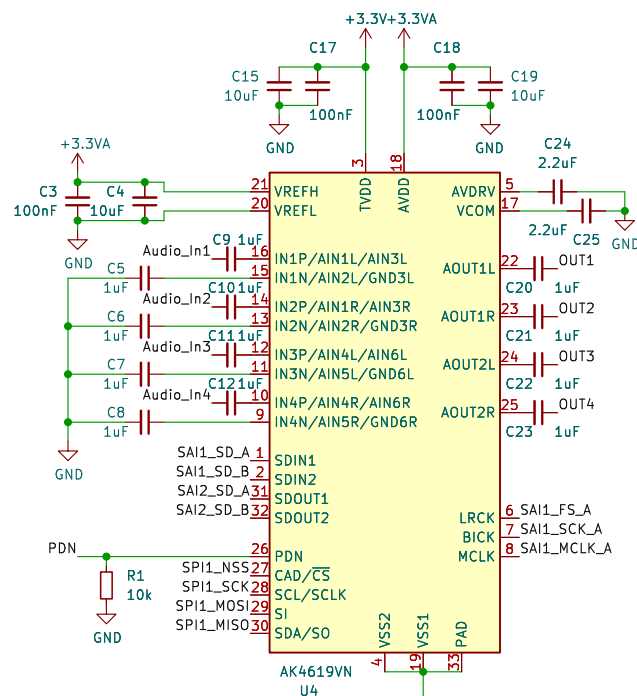 +3.3V +3.3VA
C17 C18
C15 C19
10uF 10uF
100nF 100nF
GND GND
+3.3VA
C3 C4
100nF 10uF
GND
3 18
TVDD AVDD
21 VREFH
20 VREFL
AVDRV 5
VCOM 17
C24
2.2uF
2.2uF
C25
GND
C9 1uF
Audio_In1 16 IN1P/AIN1L/AIN3L
C5 15 IN1N/AIN2L/GND3L
1uF
C10 1uF
Audio_In2 14 IN2P/AIN1R/AIN3R
C6 13 IN2N/AIN2R/GND3R
1uF
C11 1uF
Audio_In3 12 IN3P/AIN4L/AIN6L
C7 11 IN3N/AIN5L/GND6L
1uF
C12 1uF
Audio_In4 10 IN4P/AIN4R/AIN6R
C8 9 IN4N/AIN5R/GND6R
1uF
GND
AOUT1L 22 OUT1
C20 1uF
AOUT1R 23 OUT2
C21 1uF
AOUT2L 24 OUT3
C22 1uF
AOUT2R 25 OUT4
C23 1uF
SAI1_SD_A 1 SDIN1
SAI1_SD_B 2 SDIN2
SAI2_SD_A 31 SDOUT1
SAI2_SD_B 32 SDOUT2
LRCK 6 SAI1_FS_A
BICK 7 SAI1_SCK_A
MCLK 8 SAI1_MCLK_A
PDN 26 PDN
SPI1_NSS 27 CAD/CS
SPI1_SCK 28 SCL/SCLK
SPI1_MOSI 29 SI
SPI1_MISO 30 SDA/SO
R1
10k
GND
VSS2 VSS1 PAD
4 19 33
AK4619VN
U4